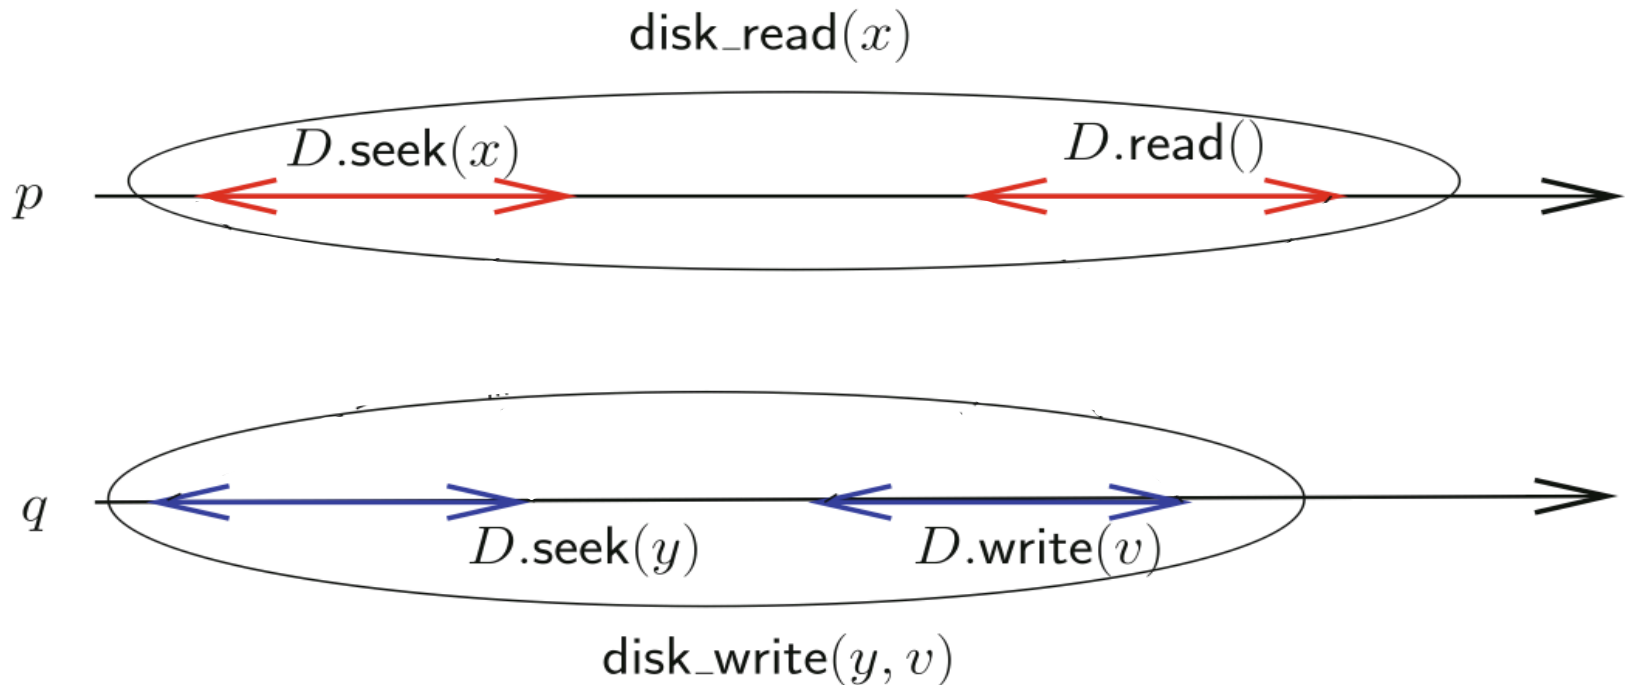 disk_read(x)
D.seek(x) D.read()
p
q
D.seek(y) D.write(v)
disk_write(y, v)